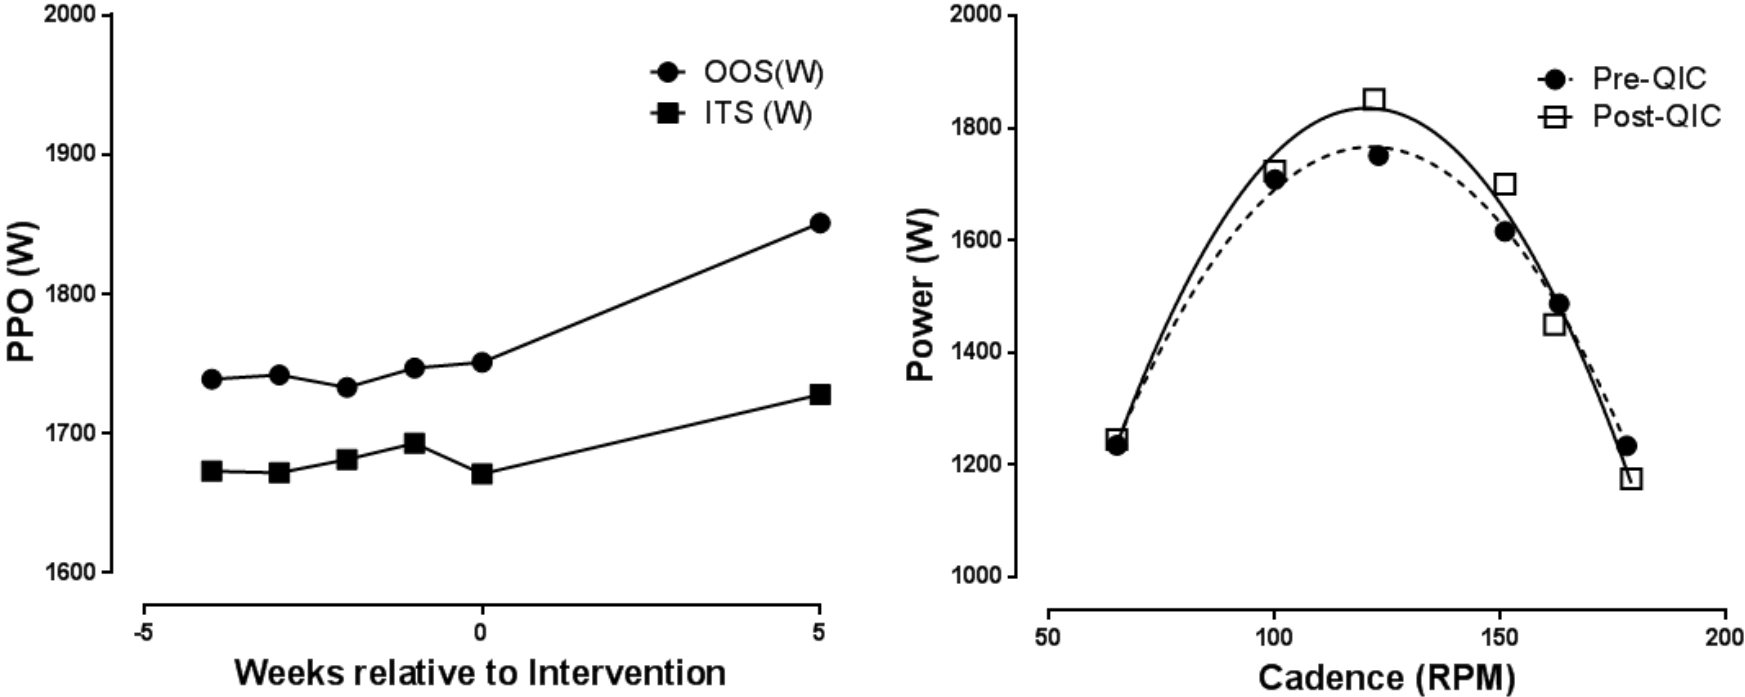 2000
1900
1800
1700
1600
PPO (W)
OOS(W)
ITS (W)
-5 0 5
Weeks relative to Intervention
2000
1800
1600
1400
1200
1000
Power (W)
Pre-QIC
Post-QIC
50 100 150 200
Cadence (RPM)